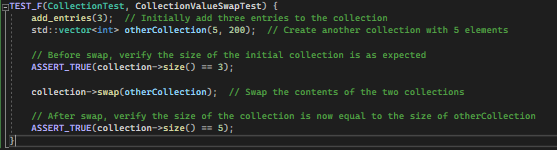 TEST_F(CollectionTest, CollectionValueSwapTest) {
    add_entries(3);  // Initially add three entries to the collection
    std::vector<int> otherCollection(5, 200);  // Create another collection with 5 elements

    // Before swap, verify the size of the initial collection is as expected
    ASSERT_TRUE(collection->size() == 3);

    collection->swap(otherCollection);  // Swap the contents of the two collections

    // After swap, verify the size of the collection is now equal to the size of otherCollection
    ASSERT_TRUE(collection->size() == 5);
}